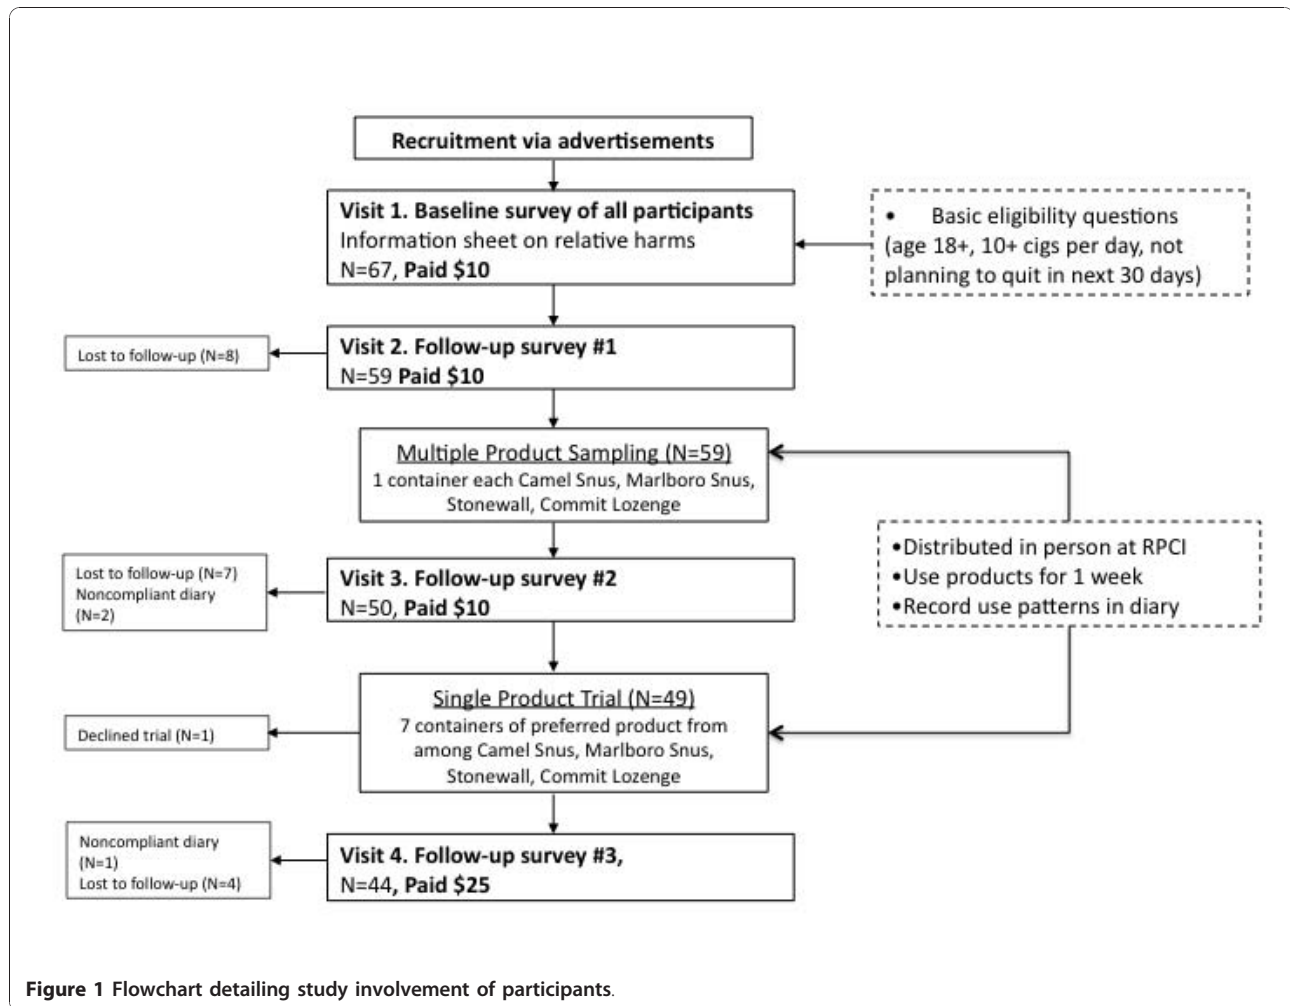 Recruitment via advertisements
Visit 1. Baseline survey of all participants
Information sheet on relative harms
N=67, Paid $10
• Basic eligibility questions
(age 18+, 10+ cigs per day, not
planning to quit in next 30 days)
Visit 2. Follow-up survey #1
N=59 Paid $10
Lost to follow-up (N=8)
Multiple Product Sampling (N=59)
1 container each Camel Snus, Marlboro Snus,
Stonewall, Commit Lozenge
•Distributed in person at RPCI
•Use products for 1 week
•Record use patterns in diary
Visit 3. Follow-up survey #2
N=50, Paid $10
Lost to follow-up (N=7)
Noncompliant diary
(N=2)
Single Product Trial (N=49)
7 containers of preferred product from
among Camel Snus, Marlboro Snus,
Stonewall, Commit Lozenge
Declined trial (N=1)
Visit 4. Follow-up survey #3,
N=44, Paid $25
Noncompliant diary
(N=1)
Lost to follow-up (N=4)
Figure 1 Flowchart detailing study involvement of participants.